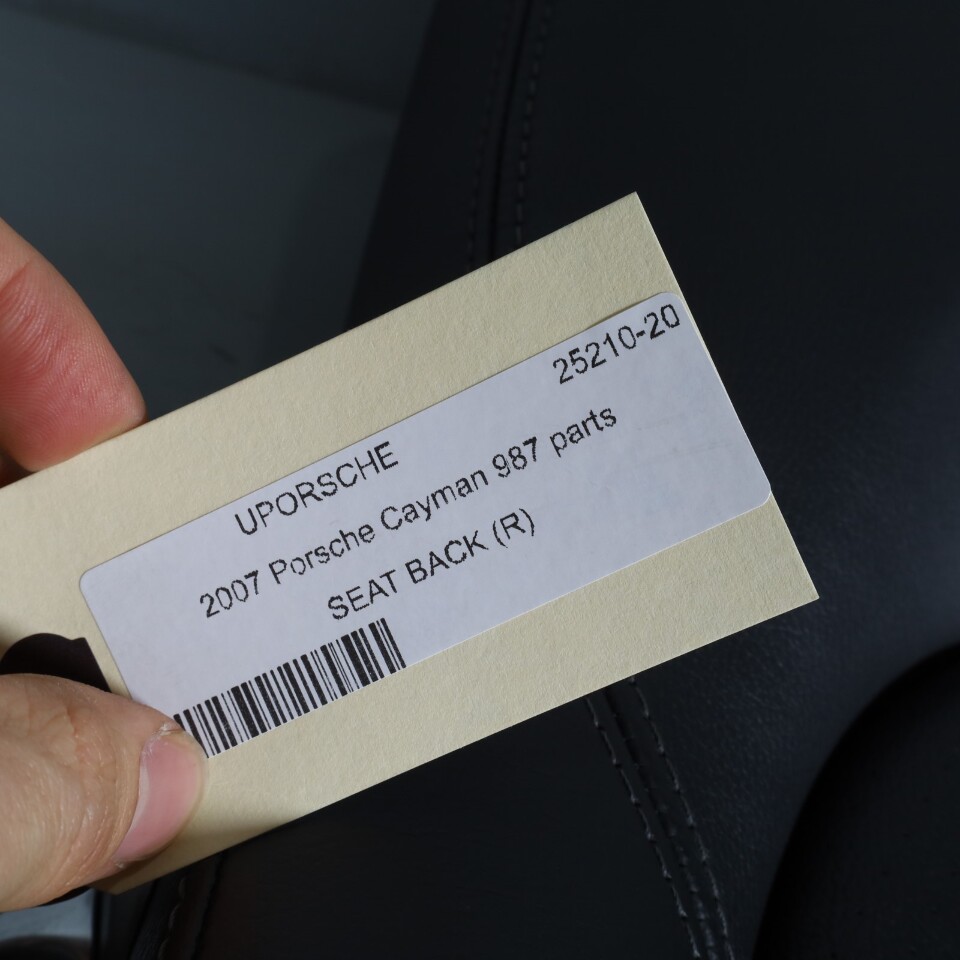 25210-20
UPORSCHE
2007 Porsche Cayman 987 parts
SEAT BACK (R)